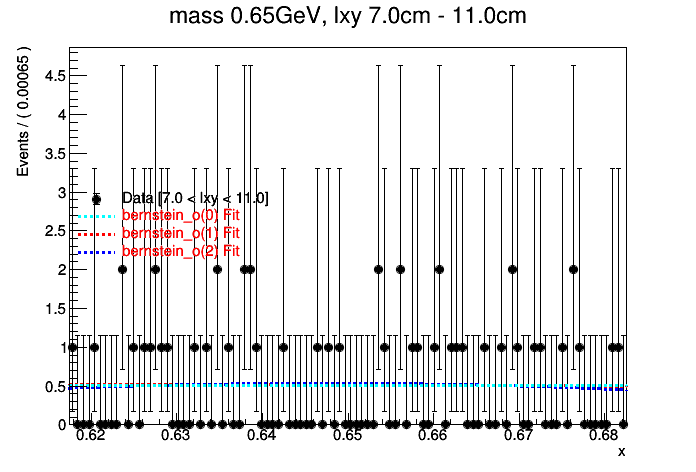 mass 0.65GeV, lxy 7.0cm - 11.0cm
Events / ( 0.00065 )
4.5
4
3.5
3
2.5
2
1.5
1
0.5
0
Data [7.0 < lxy < 11.0]
bernstein_o(0) Fit
bernstein_o(1) Fit
bernstein_o(2) Fit
0.62 0.63 0.64 0.65 0.66 0.67 0.68
x